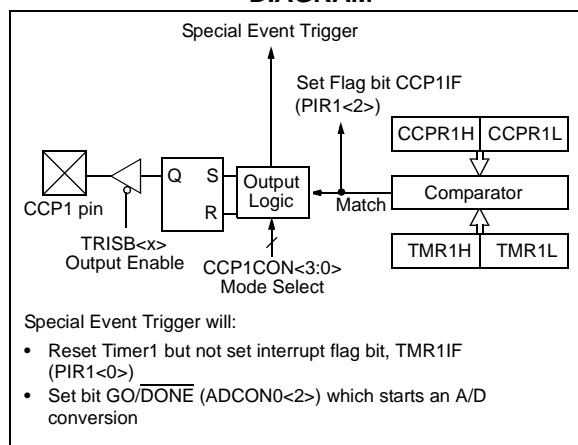 DIAGRAM
Special Event Trigger
Set Flag bit CCP1IF
(PIR1<2>)
CCPR1H CCPR1L
Q S Output
Logic
R
Comparator
Match
CCP1 pin
TRISB<x>
Output Enable
CCP1CON<3:0>
Mode Select
TMR1H TMR1L
Special Event Trigger will:
• Reset Timer1 but not set interrupt flag bit, TMR1IF
(PIR1<0>)
• Set bit GO/DONE (ADCON0<2>) which starts an A/D
conversion